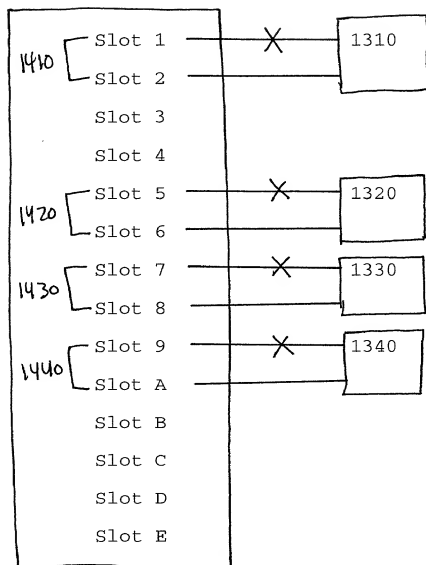 Slot 1 1310
1410
Slot 2
Slot 3
Slot 4
Slot 5 1320
1420
Slot 6
Slot 7 1330
1430
Slot 8
Slot 9 1340
1440
Slot A
Slot B
Slot C
Slot D
Slot E